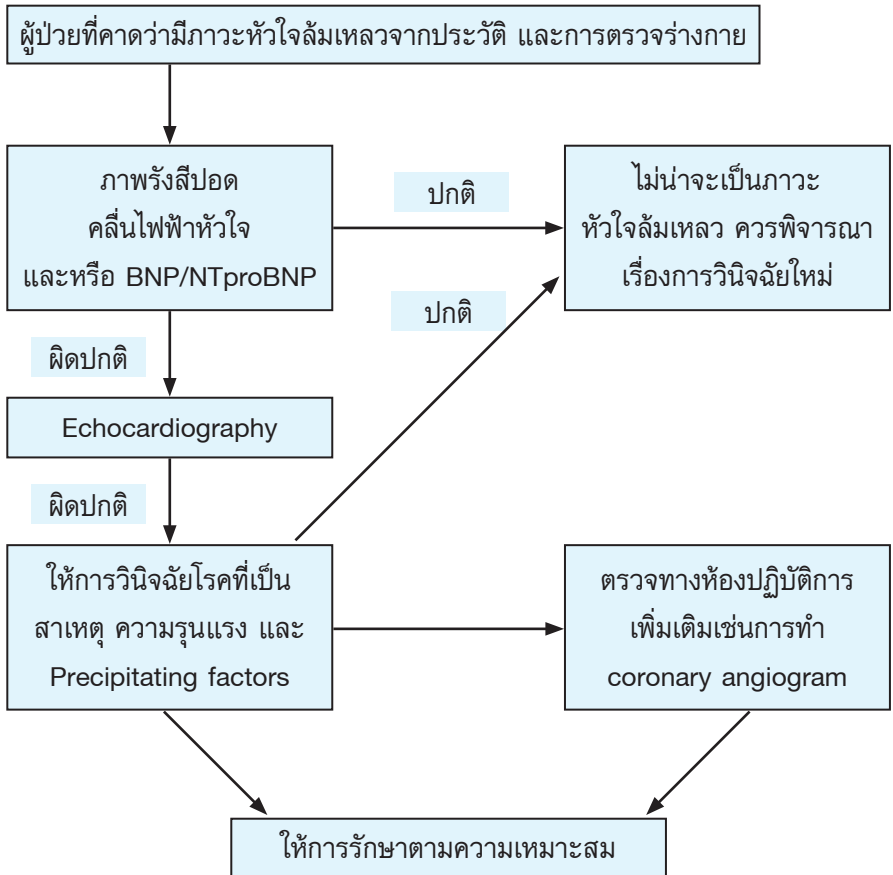 ผู้ป่วยที่คาดว่ามีภาวะหัวใจล้มเหลวจากประวัติ และการตรวจร่างกาย
ภาพรังสีปอด
คลื่นไฟฟ้าหัวใจ
และหรือ BNP/NTproBNP
ปกติ
ไม่น่าจะเป็นภาวะ
หัวใจล้มเหลว ควรพิจารณา
เรื่องการวินิจฉัยใหม่
ปกติ
ผิดปกติ
Echocardiography
ผิดปกติ
ให้การวินิจฉัยโรคที่เป็น
สาเหตุ ความรุนแรง และ
Precipitating factors
ตรวจทางห้องปฏิบัติการ
เพิ่มเติมเช่นการทำ
coronary angiogram
ให้การรักษาตามความเหมาะสม